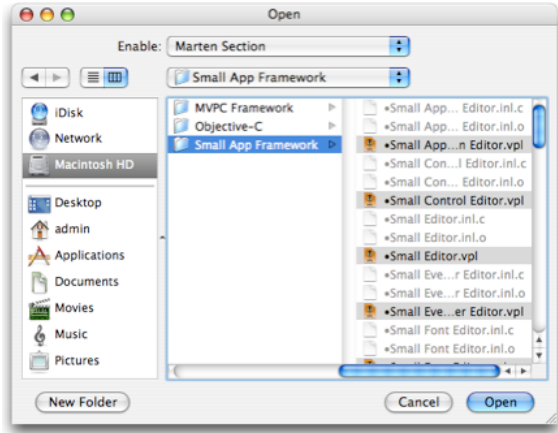 Open
Enable: Marten Section
Small App Framework
iDisk
Network
Macintosh HD
Desktop
admin
Applications
Documents
Movies
Music
Pictures
MVPC Framework
Objective-C
Small App Framework
•Small App... Editor.inl.c
•Small App... Editor.inl.o
•Small App...n Editor.vpl
•Small Con...l Editor.inl.c
•Small Con... Editor.inl.o
•Small Control Editor.vpl
•Small Editor.inl.c
•Small Editor.inl.o
•Small Editor.vpl
•Small Eve...r Editor.inl.c
•Small Eve...r Editor.inl.o
•Small Eve...er Editor.vpl
•Small Font Editor.inl.c
•Small Font Editor.inl.o
New Folder
Cancel
Open